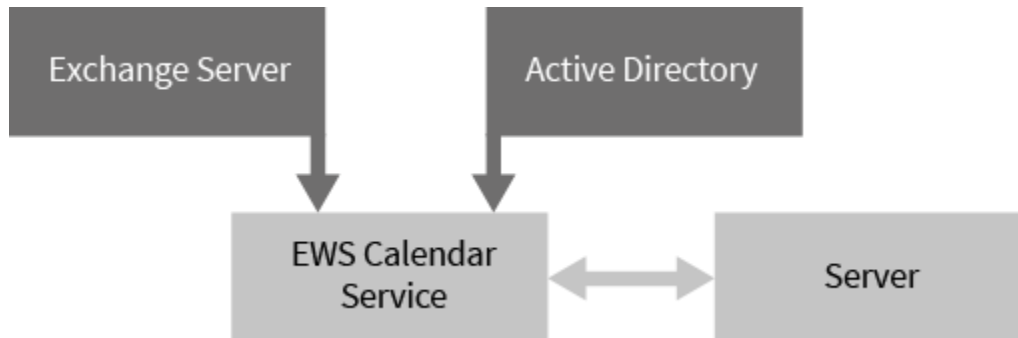 Exchange Server
Active Directory
EWS Calendar
Service
Server